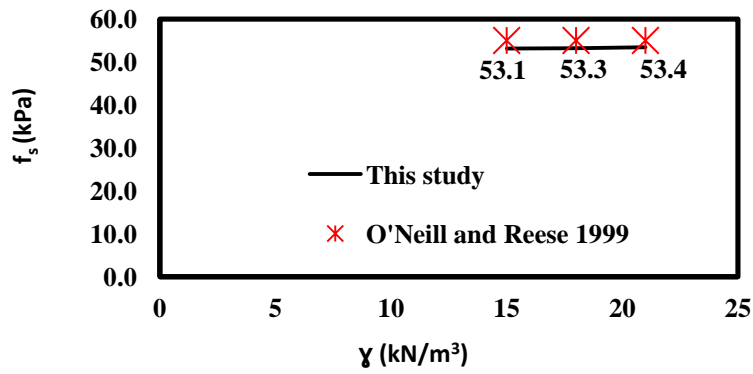 60.0
50.0
40.0
30.0
20.0
10.0
0.0
fs (kPa)
53.1 53.3 53.4
This study
O'Neill and Reese 1999
0 5 10 15 20 25
Ɣ (kN/m³)